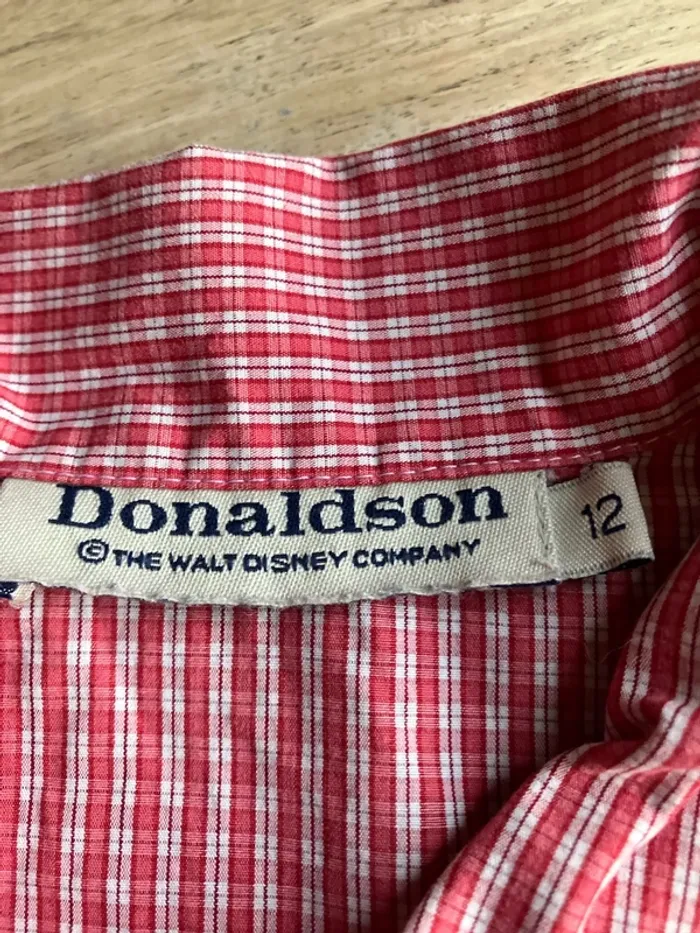 Donaldson
© THE WALT DISNEY COMPANY
12